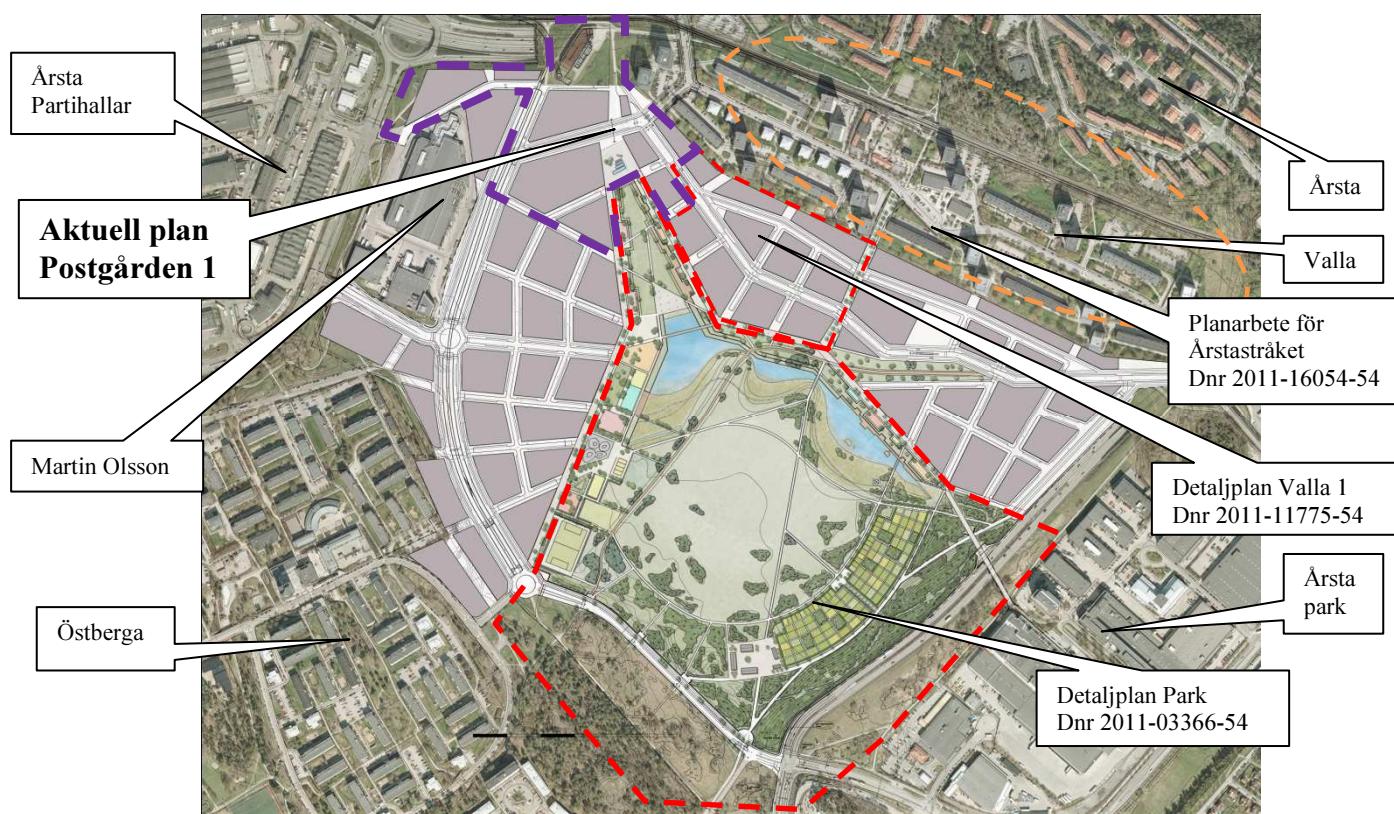 Årsta
Partihallar
Aktuell plan
Postgården 1
Martin Olsson
Östberga
Årsta
Valla
Planarbete för
Årstastråket
Dnr 2011-16054-54
Detaljplan Valla 1
Dnr 2011-11775-54
Årsta
park
Detaljplan Park
Dnr 2011-03366-54